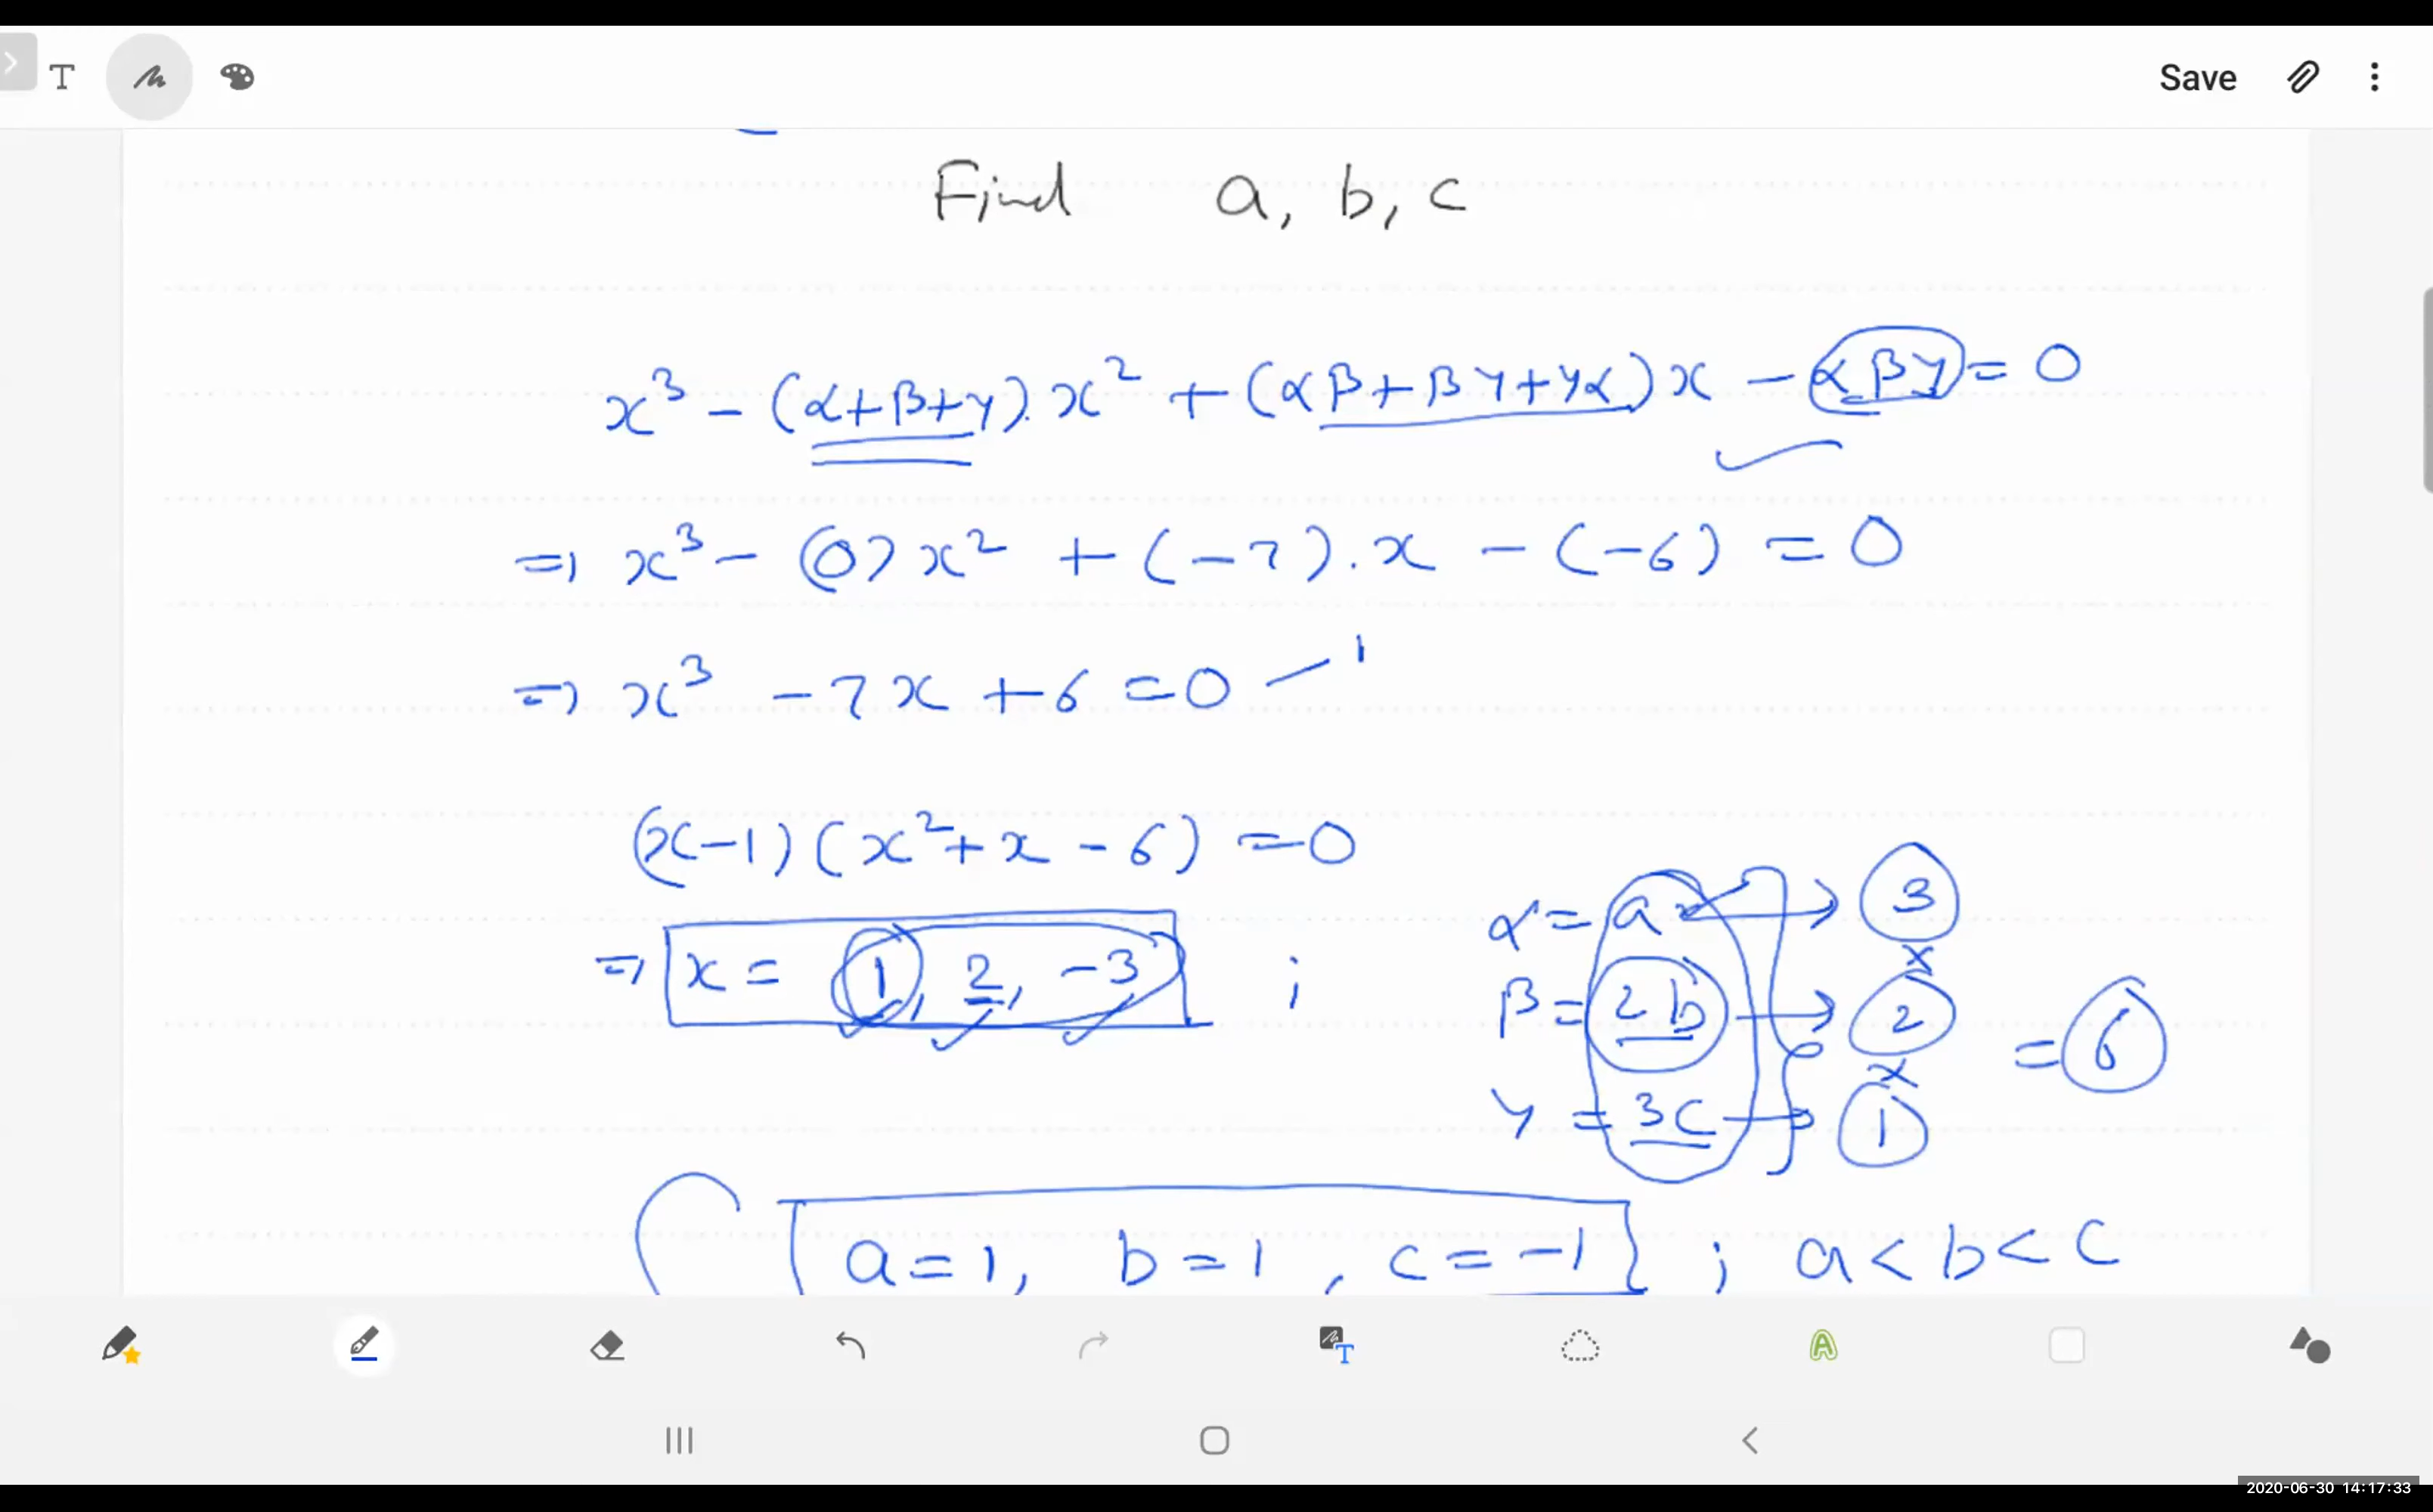 T Save
Find a, b, c
x³ - (α+β+γ). x² + (αβ+βγ+γα)x - αβγ = 0
=) x³ - (0) x² + (-7). x - (-6) = 0
=) x³ - 7x + 6 = 0 — 1
(x-1)(x²+x-6) = 0
=) x = 1, 2, -3 ;
α = a → 3
x
β = 2b → 2 = 6
x
γ = 3c → 1
a = 1, b = 1, c = -1 ; a < b < c
T A
2020-06-30 14:17:33